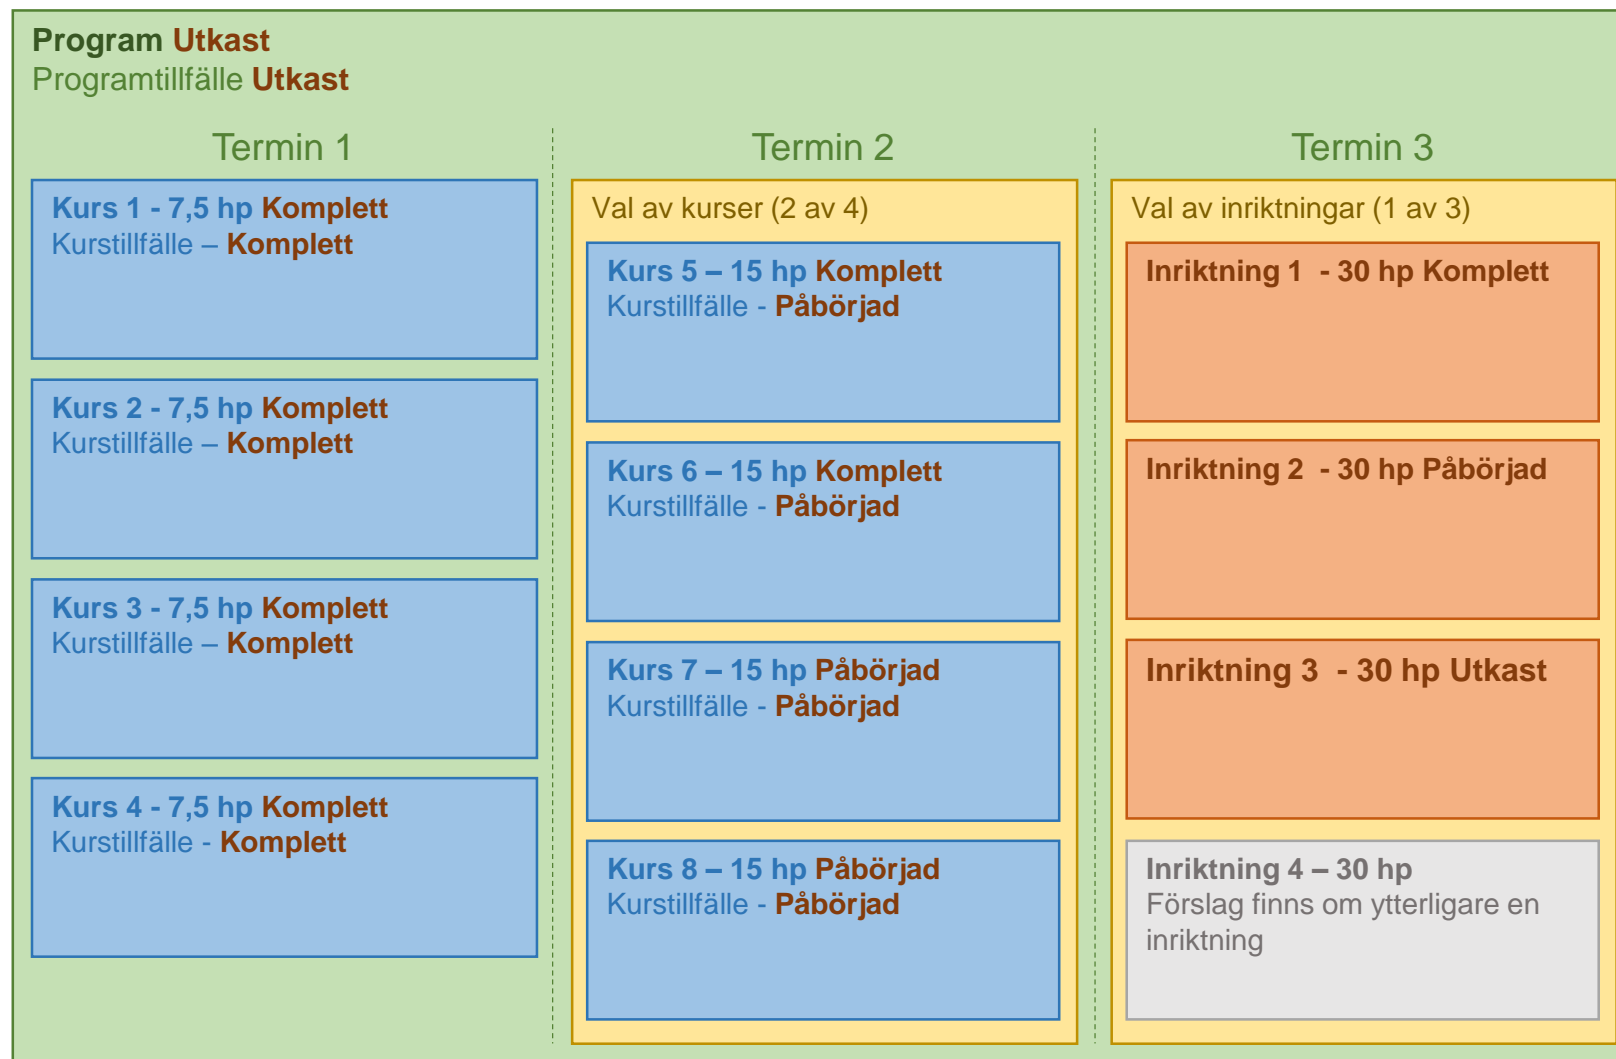 Program Utkast
Programtillfälle Utkast
Termin 1
Kurs 1 - 7,5 hp Komplett
Kurstillfälle – Komplett
Kurs 2 - 7,5 hp Komplett
Kurstillfälle – Komplett
Kurs 3 - 7,5 hp Komplett
Kurstillfälle – Komplett
Kurs 4 - 7,5 hp Komplett
Kurstillfälle - Komplett
Termin 2
Val av kurser (2 av 4)
Kurs 5 – 15 hp Komplett
Kurstillfälle - Påbörjad
Kurs 6 – 15 hp Komplett
Kurstillfälle - Påbörjad
Kurs 7 – 15 hp Påbörjad
Kurstillfälle - Påbörjad
Kurs 8 – 15 hp Påbörjad
Kurstillfälle - Påbörjad
Termin 3
Val av inriktningar (1 av 3)
Inriktning 1  - 30 hp Komplett
Inriktning 2  - 30 hp Påbörjad
Inriktning 3  - 30 hp Utkast
Inriktning 4 – 30 hp
Förslag finns om ytterligare en
inriktning